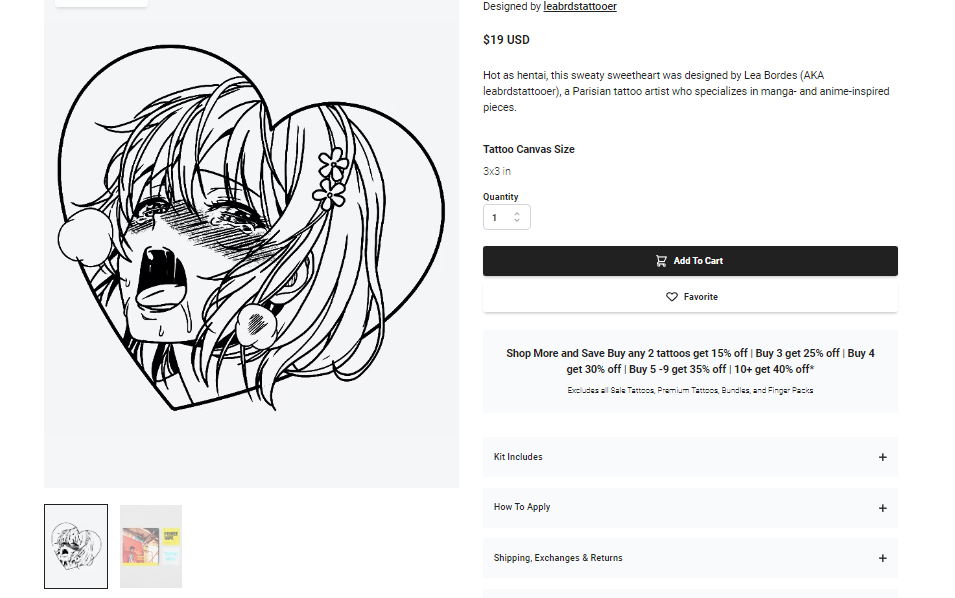 Designed by leabrdstattooer
$19 USD
Hot as hentai, this sweaty sweetheart was designed by Lea Bordes (AKA
leabrdstattooer), a Parisian tattoo artist who specializes in manga- and anime-inspired
pieces.
Tattoo Canvas Size
3x3 in
Quantity
1
Add To Cart
Favorite
Shop More and Save Buy any 2 tattoos get 15% off | Buy 3 get 25% off | Buy 4
get 30% off | Buy 5 -9 get 35% off | 10+ get 40% off*
Excludes all Sale Tattoos, Premium Tattoos, Bundles, and Finger Packs
Kit Includes
How To Apply
Shipping, Exchanges & Returns